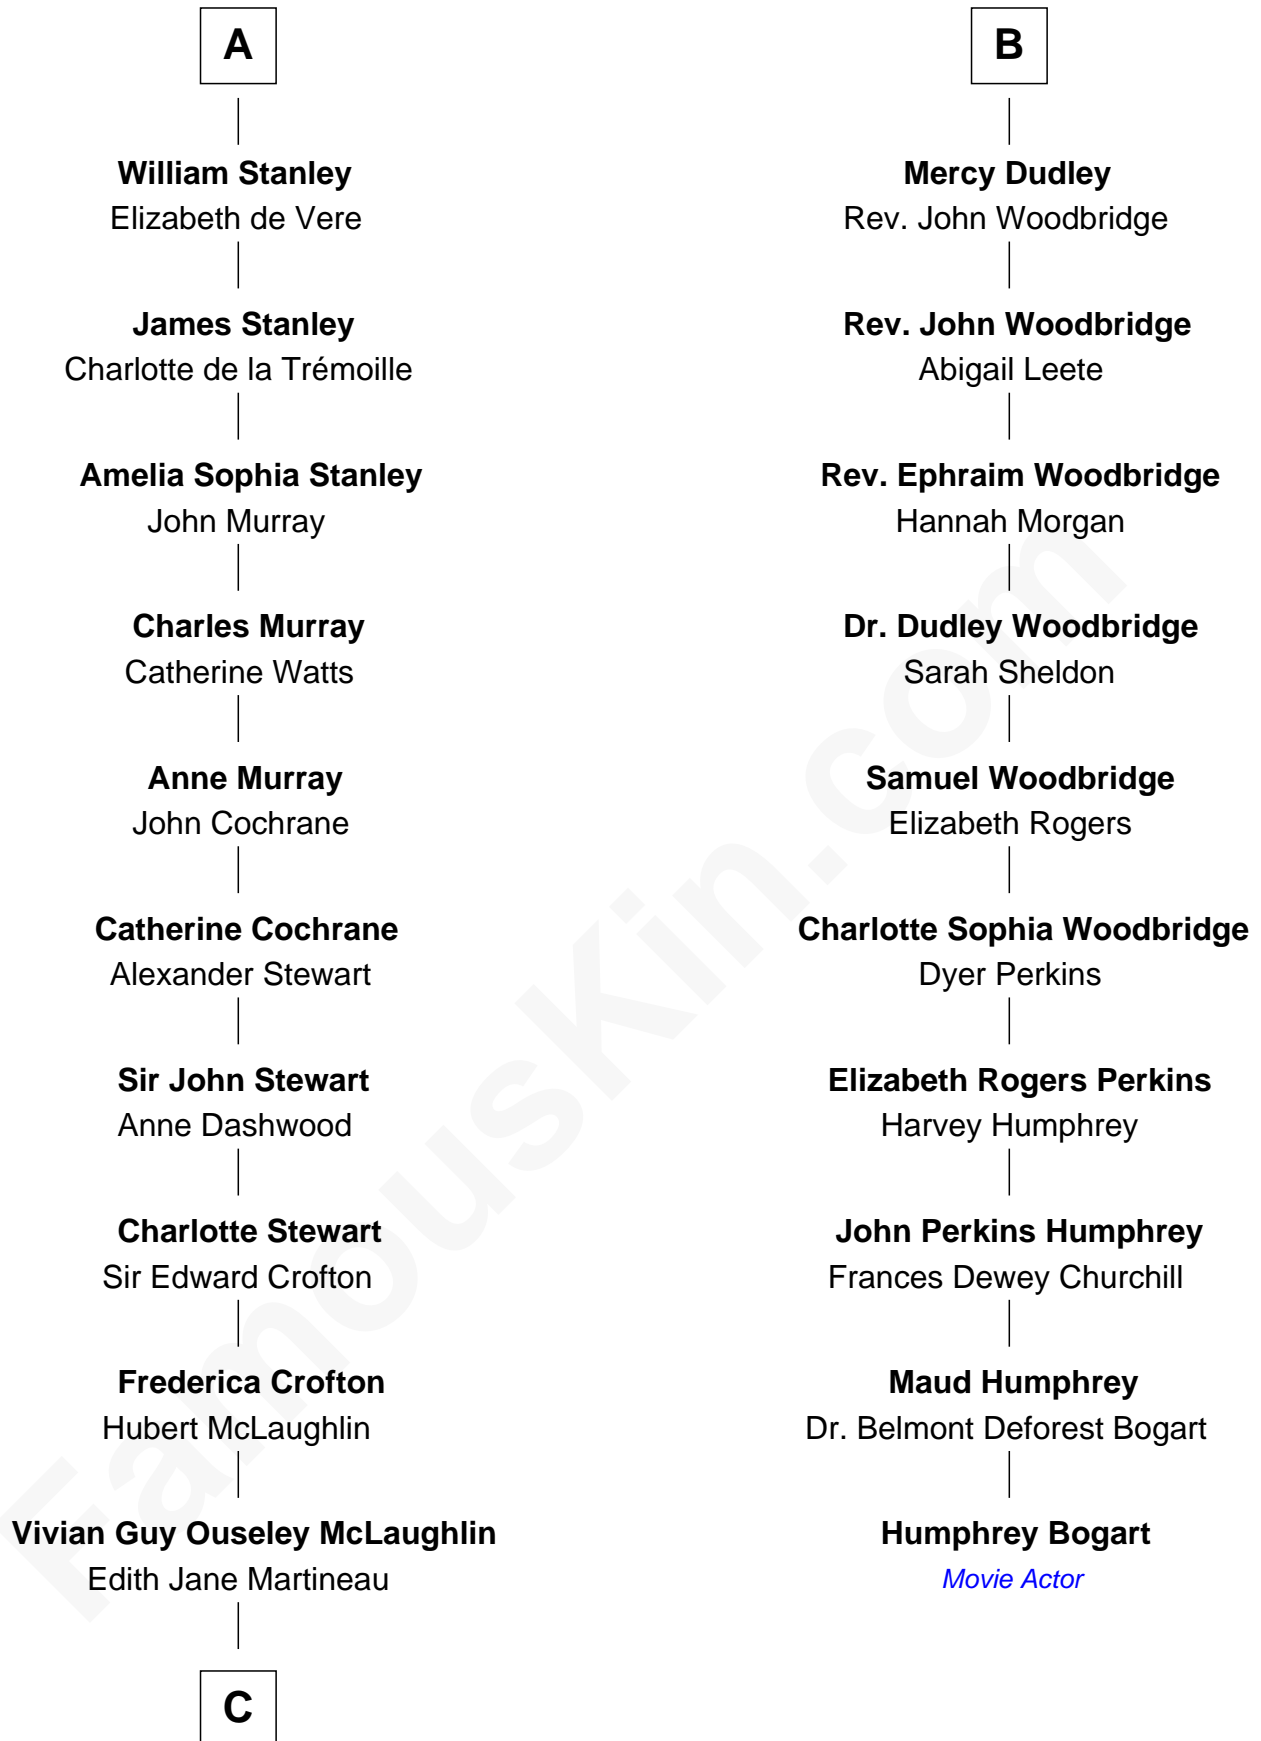 A
William Stanley
Elizabeth de Vere
James Stanley
Charlotte de la Trémoille
Amelia Sophia Stanley
John Murray
Charles Murray
Catherine Watts
Anne Murray
John Cochrane
Catherine Cochrane
Alexander Stewart
Sir John Stewart
Anne Dashwood
Charlotte Stewart
Sir Edward Crofton
Frederica Crofton
Hubert McLaughlin
Vivian Guy Ouseley McLaughlin
Edith Jane Martineau
C
B
Mercy Dudley
Rev. John Woodbridge
Rev. John Woodbridge
Abigail Leete
Rev. Ephraim Woodbridge
Hannah Morgan
Dr. Dudley Woodbridge
Sarah Sheldon
Samuel Woodbridge
Elizabeth Rogers
Charlotte Sophia Woodbridge
Dyer Perkins
Elizabeth Rogers Perkins
Harvey Humphrey
John Perkins Humphrey
Frances Dewey Churchill
Maud Humphrey
Dr. Belmont Deforest Bogart
Humphrey Bogart
Movie Actor
FamousKin.com